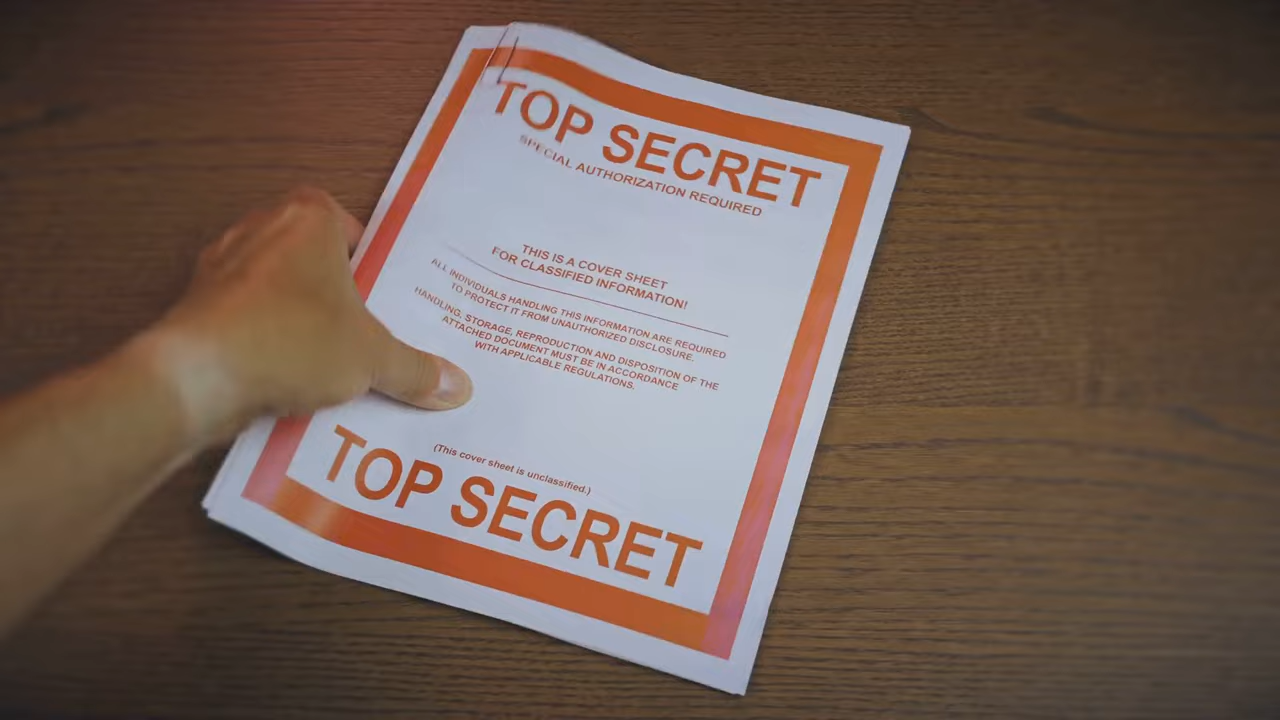 TOP SECRET
SPECIAL AUTHORIZATION REQUIRED
THIS IS A COVER SHEET
FOR CLASSIFIED INFORMATION!
ALL INDIVIDUALS HANDLING THIS INFORMATION ARE REQUIRED
TO PROTECT IT FROM UNAUTHORIZED DISCLOSURE.
HANDLING, STORAGE, REPRODUCTION AND DISPOSITION OF THE
ATTACHED DOCUMENT MUST BE IN ACCORDANCE
WITH APPLICABLE REGULATIONS.
(This cover sheet is unclassified.)
TOP SECRET